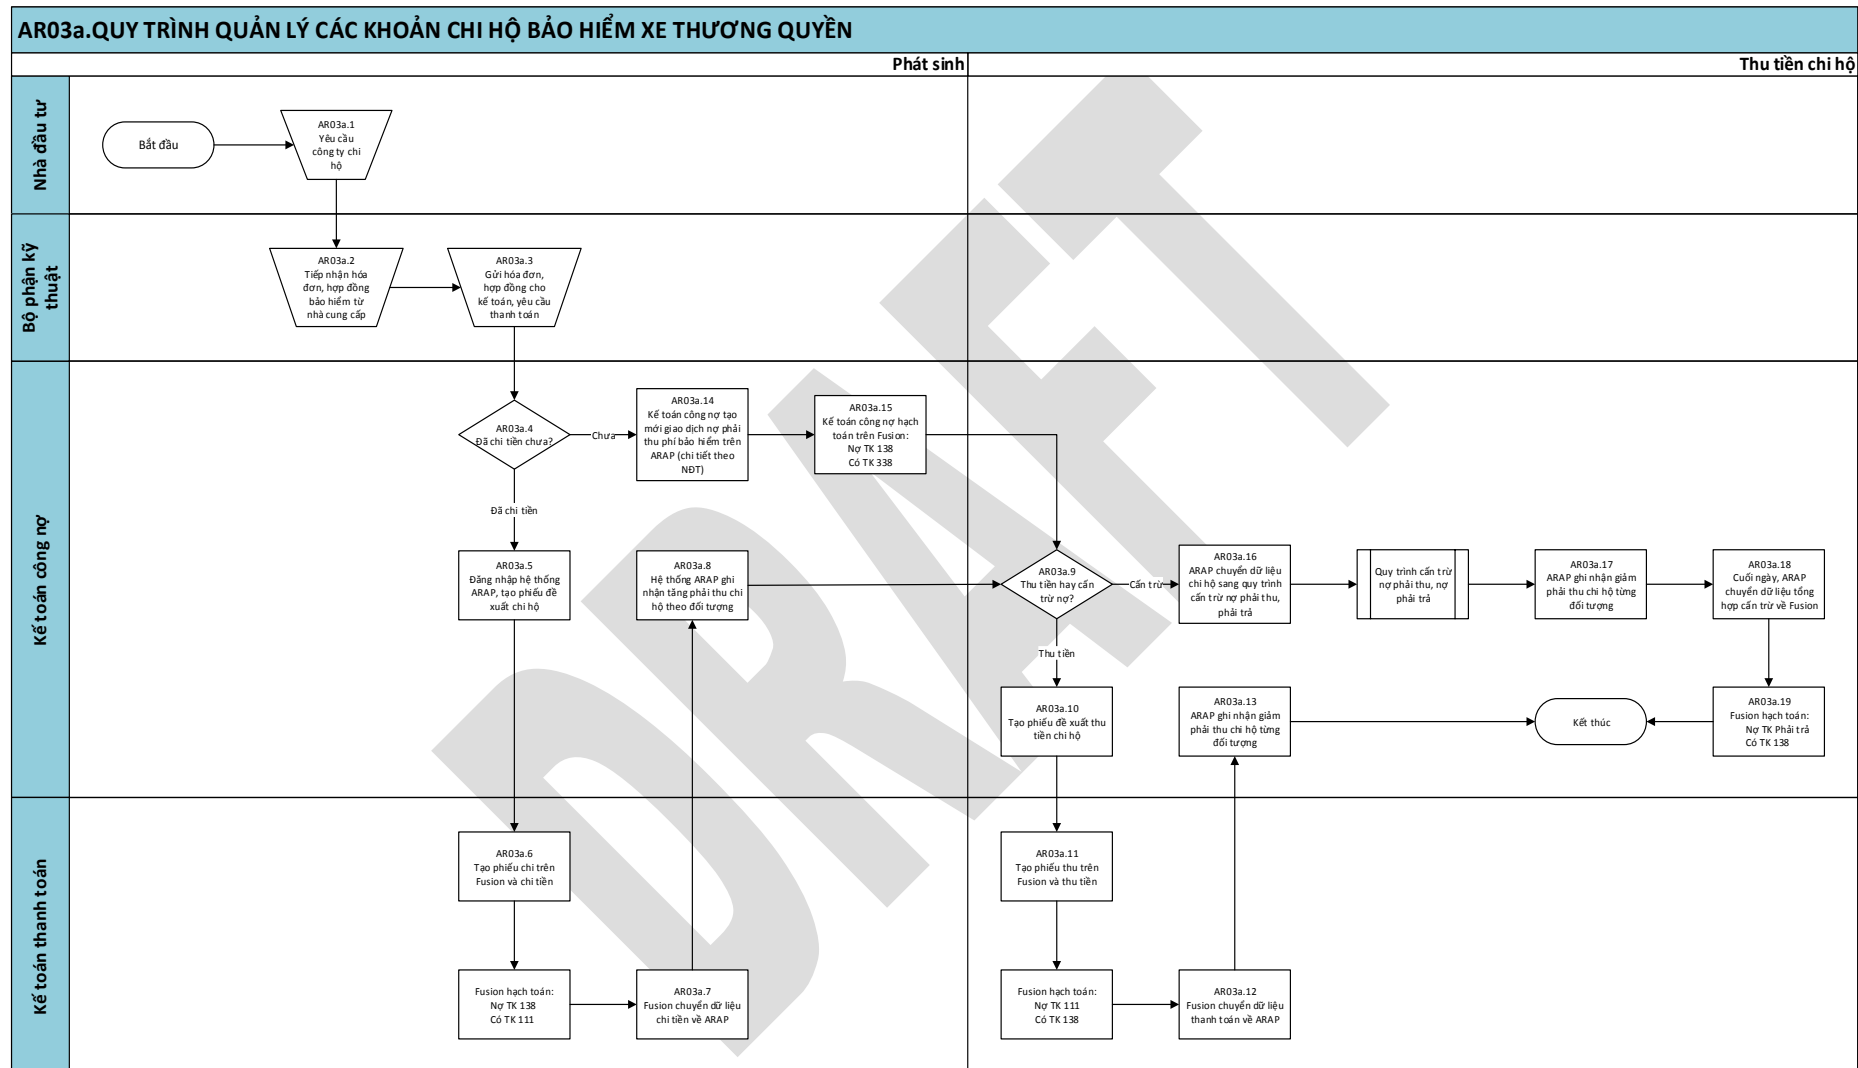 AR03a.QUY TRÌNH QUẢN LÝ CÁC KHOẢN CHI HỘ BẢO HIỂM XE THƯƠNG QUYỀN
Phát sinh
Thu tiền chi hộ
Nhà đầu tư
Bắt đầu
AR03a.1
Yêu cầu
công ty chi
hộ
Bộ phận kỹ
thuật
AR03a.2
Tiếp nhận hóa
đơn, hợp đồng
bảo hiểm từ
nhà cung cấp
AR03a.3
Gửi hóa đơn,
hợp đồng cho
kế toán, yêu cầu
thanh toán
Kế toán công nợ
AR03a.4
Đã chi tiền chưa?
Chưa
AR03a.14
Kế toán công nợ tạo
mới giao dịch nợ phải
thu phí bảo hiểm trên
ARAP (chi tiết theo
NĐT)
AR03a.15
Kế toán công nợ hạch
toán trên Fusion:
Nợ TK 138
Có TK 338
Đã chi tiền
AR03a.5
Đăng nhập hệ thống
ARAP, tạo phiếu đề
xuất chi hộ
AR03a.8
Hệ thống ARAP ghi
nhận tăng phải thu chi
hộ theo đối tượng
AR03a.9
Thu tiền hay cấn
trừ nợ?
Cấn trừ
AR03a.16
ARAP chuyển dữ liệu
chi hộ sang quy trình
cấn trừ nợ phải thu,
phải trả
Quy trình cấn trừ
nợ phải thu, nợ
phải trả
AR03a.17
ARAP ghi nhận giảm
phải thu chi hộ từng
đối tượng
AR03a.18
Cuối ngày, ARAP
chuyển dữ liệu tổng
hợp cấn trừ về Fusion
Thu tiền
AR03a.10
Tạo phiếu đề xuất thu
tiền chi hộ
AR03a.13
ARAP ghi nhận giảm
phải thu chi hộ từng
đối tượng
Kết thúc
AR03a.19
Fusion hạch toán:
Nợ TK Phải trả
Có TK 138
Kế toán thanh toán
AR03a.6
Tạo phiếu chi trên
Fusion và chi tiền
AR03a.11
Tạo phiếu thu trên
Fusion và thu tiền
Fusion hạch toán:
Nợ TK 138
Có TK 111
AR03a.7
Fusion chuyển dữ liệu
chi tiền về ARAP
Fusion hạch toán:
Nợ TK 111
Có TK 138
AR03a.12
Fusion chuyển dữ liệu
thanh toán về ARAP
DRAFT